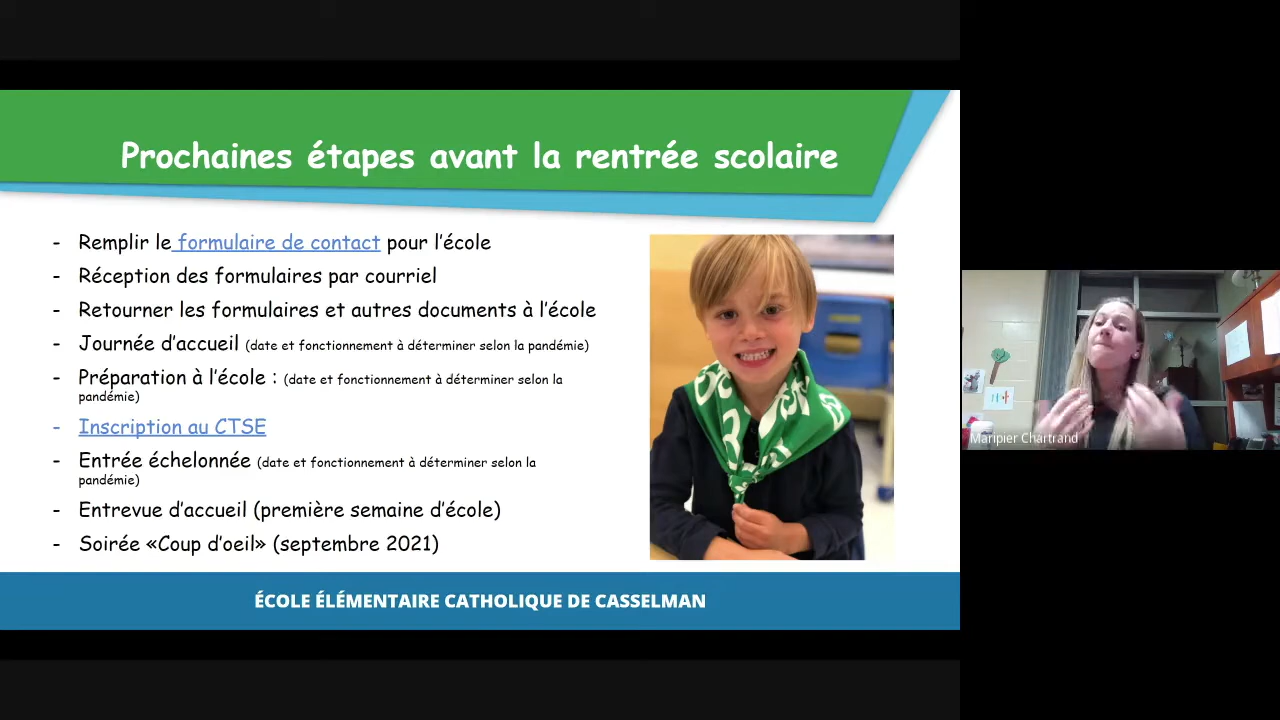 Prochaines étapes avant la rentrée scolaire
- Remplir le formulaire de contact pour l'école
- Réception des formulaires par courriel
- Retourner les formulaires et autres documents à l'école
- Journée d'accueil (date et fonctionnement à déterminer selon la pandémie)
- Préparation à l'école : (date et fonctionnement à déterminer selon la
pandémie)
- Inscription au CTSE
- Entrée échelonnée (date et fonctionnement à déterminer selon la
pandémie)
- Entrevue d'accueil (première semaine d'école)
- Soirée «Coup d'oeil» (septembre 2021)
ÉCOLE ÉLÉMENTAIRE CATHOLIQUE DE CASSELMAN
Maripier Chartrand